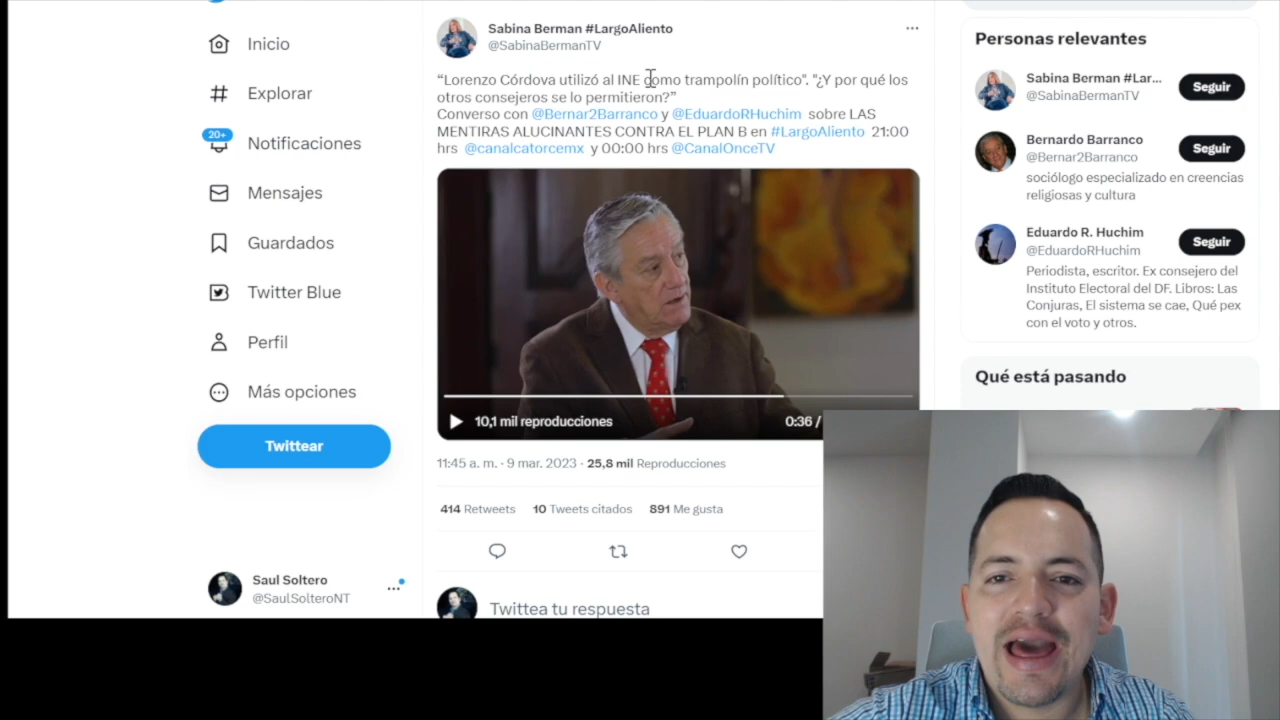 Inicio
Explorar
20+
Notificaciones
Mensajes
Guardados
Twitter Blue
Perfil
Más opciones
Twittear
Saul Soltero
@SaulSolteroNT
Sabina Berman #LargoAliento
@SabinaBermanTV
“Lorenzo Córdova utilizó al INE como trampolín político". "¿Y por qué los
otros consejeros se lo permitieron?”
Converso con @Bernar2Barranco y @EduardoRHuchim sobre LAS
MENTIRAS ALUCINANTES CONTRA EL PLAN B en #LargoAliento 21:00
hrs @canalcatorcemx y 00:00 hrs @CanalOnceTV
10,1 mil reproducciones
0:36 /
11:45 a. m. · 9 mar. 2023 · 25,8 mil Reproducciones
414 Retweets 10 Tweets citados 891 Me gusta
Twittea tu respuesta
Personas relevantes
Sabina Berman #Lar...
@SabinaBermanTV
Seguir
Bernardo Barranco
@Bernar2Barranco
Seguir
sociólogo especializado en creencias
religiosas y cultura
Eduardo R. Huchim
@EduardoRHuchim
Seguir
Periodista, escritor. Ex consejero del
Instituto Electoral del DF. Libros: Las
Conjuras, El sistema se cae, Qué pex
con el voto y otros.
Qué está pasando